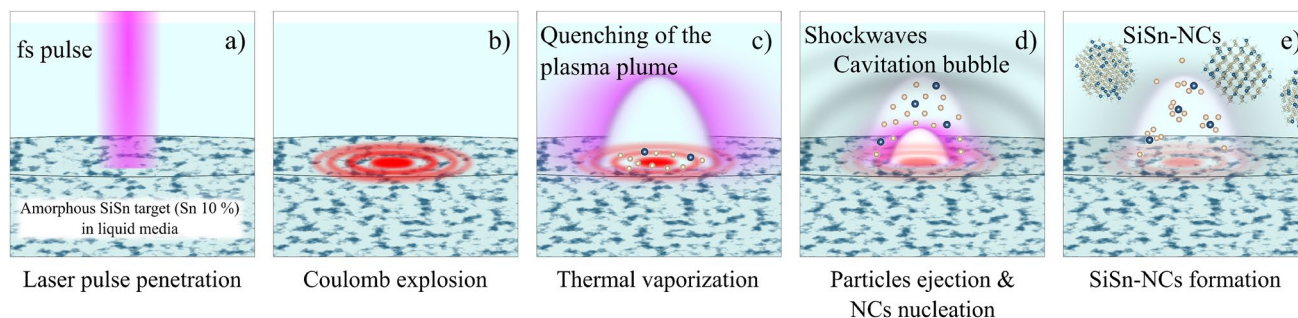 fs pulse
a)
Amorphous SiSn target (Sn 10 %)
in liquid media
Laser pulse penetration
b)
Coulomb explosion
Quenching of the
plasma plume
c)
Thermal vaporization
Shockwaves
Cavitation bubble
d)
Particles ejection &
NCs nucleation
SiSn-NCs
e)
SiSn-NCs formation